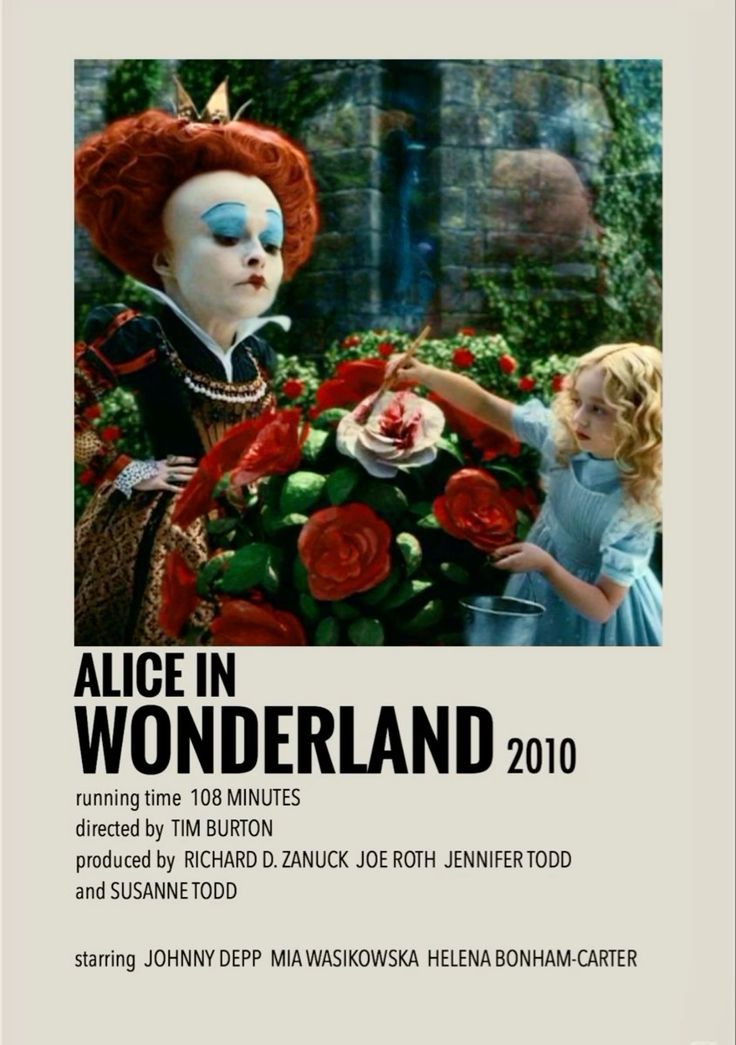 ALICE IN
WONDERLAND 2010
running time 108 MINUTES
directed by TIM BURTON
produced by RICHARD D. ZANUCK JOE ROTH JENNIFER TODD
and SUSANNE TODD
starring JOHNNY DEPP MIA WASIKOWSKA HELENA BONHAM-CARTER